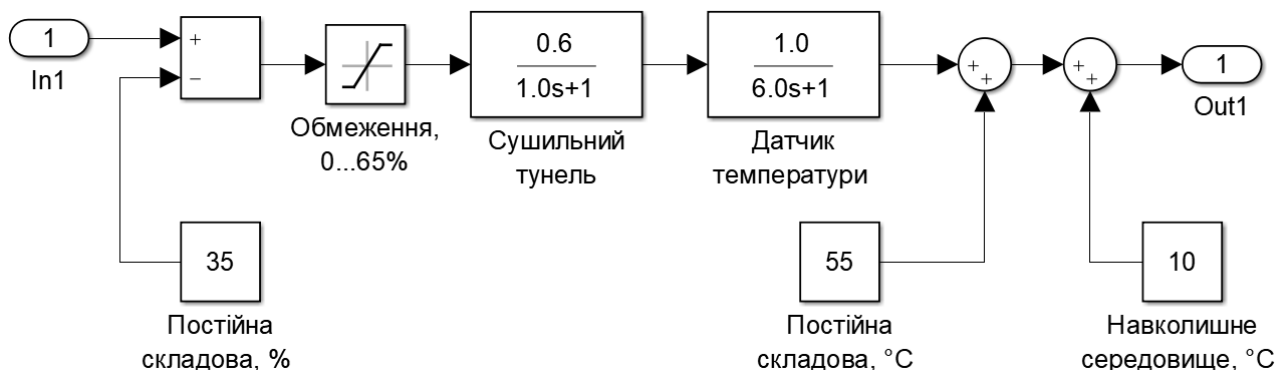 1
In1
+
−
Обмеження,
0...65%
0.6
1.0s+1
Сушильний
тунель
1.0
6.0s+1
Датчик
температури
+
+
+
+
1
Out1
35
Постійна
складова, %
55
Постійна
складова, °C
10
Навколишне
середовище, °C